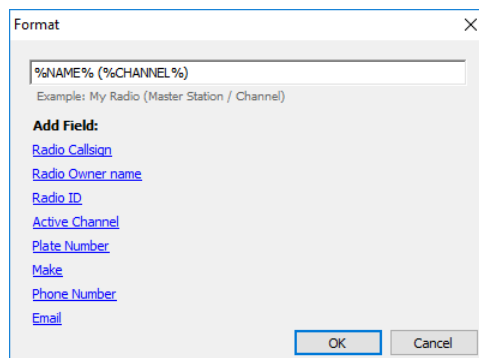 Format
%NAME% (%CHANNEL%)
Example: My Radio (Master Station / Channel)
Add Field:
Radio Callsign
Radio Owner name
Radio ID
Active Channel
Plate Number
Make
Phone Number
Email
OK Cancel